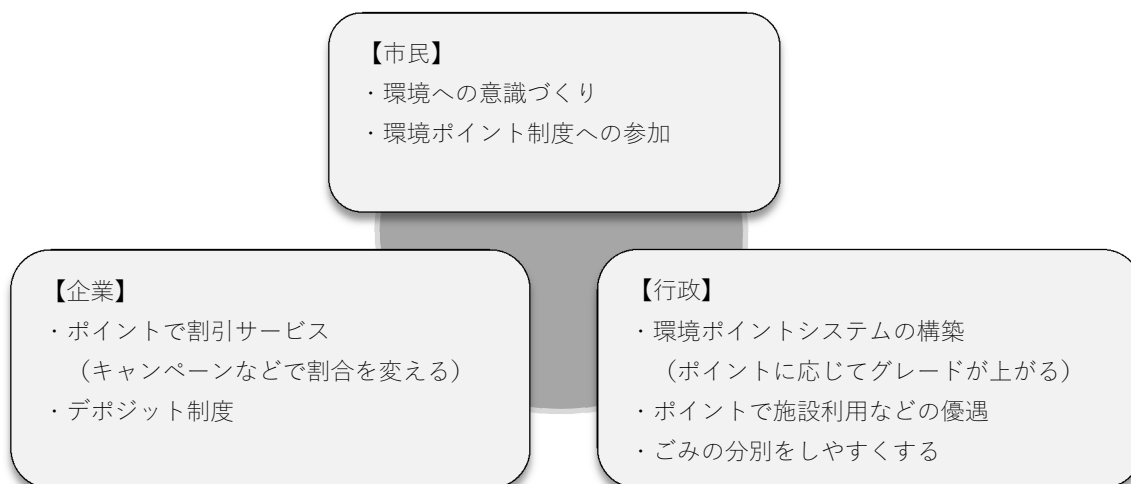 【市民】
・環境への意識づくり
・環境ポイント制度への参加
【企業】
・ポイントで割引サービス
（キャンペーンなどで割合を変える）
・デポジット制度
【行政】
・環境ポイントシステムの構築
（ポイントに応じてグレードが上がる）
・ポイントで施設利用などの優遇
・ごみの分別をしやすくする